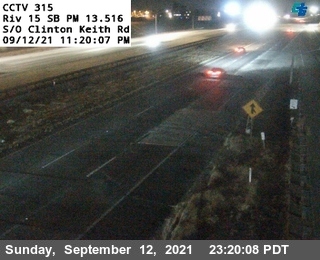 CCTV 315
Riv 15 SB PM 13.516
S/O Clinton Keith Rd
09/12/21 11:20:07 PM
Sunday, September 12, 2021 23:20:08 PDT